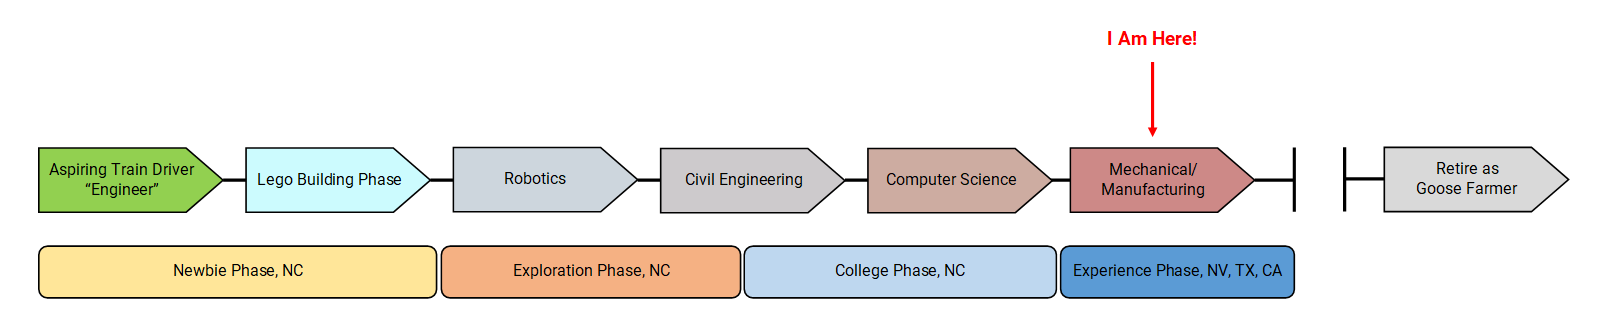 I Am Here!
Aspiring Train Driver
“Engineer”
Lego Building Phase
Robotics
Civil Engineering
Computer Science
Mechanical/
Manufacturing
Retire as
Goose Farmer
Newbie Phase, NC
Exploration Phase, NC
College Phase, NC
Experience Phase, NV, TX, CA